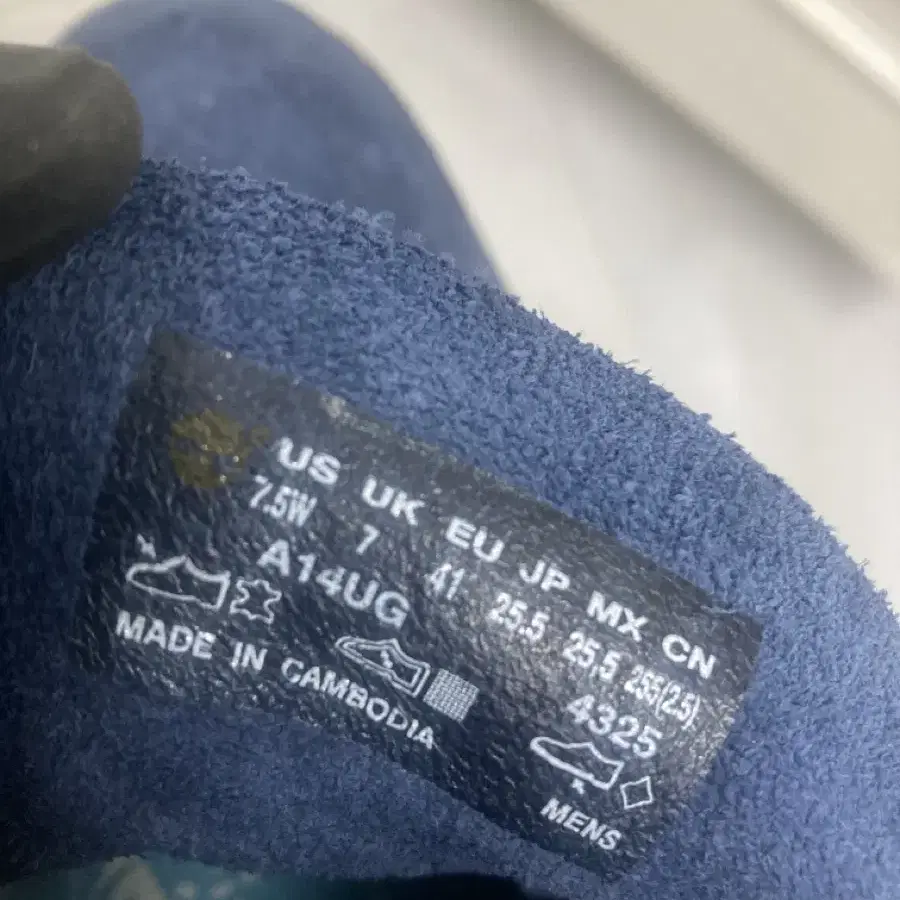 US UK EU JP MX CN
7.5W 7 41 25.5 25.5 255(2.5)
A14UG 4325
MADE IN CAMBODIA
MENS